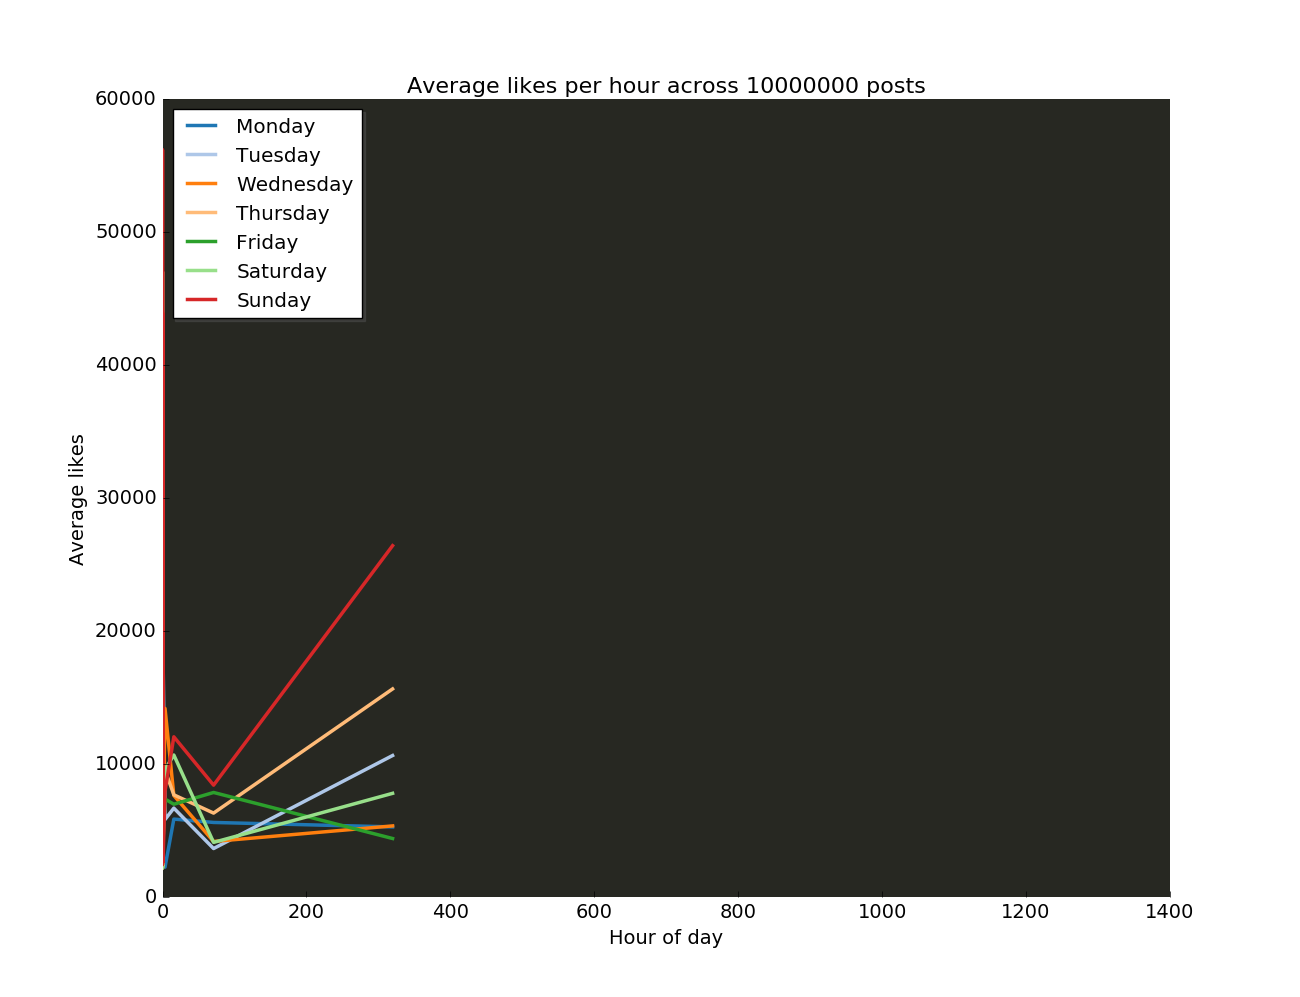 Average likes per hour across 10000000 posts
60000
50000
40000
30000
20000
10000
0
Average likes
Monday
Tuesday
Wednesday
Thursday
Friday
Saturday
Sunday
0 200 400 600 800 1000 1200 1400
Hour of day